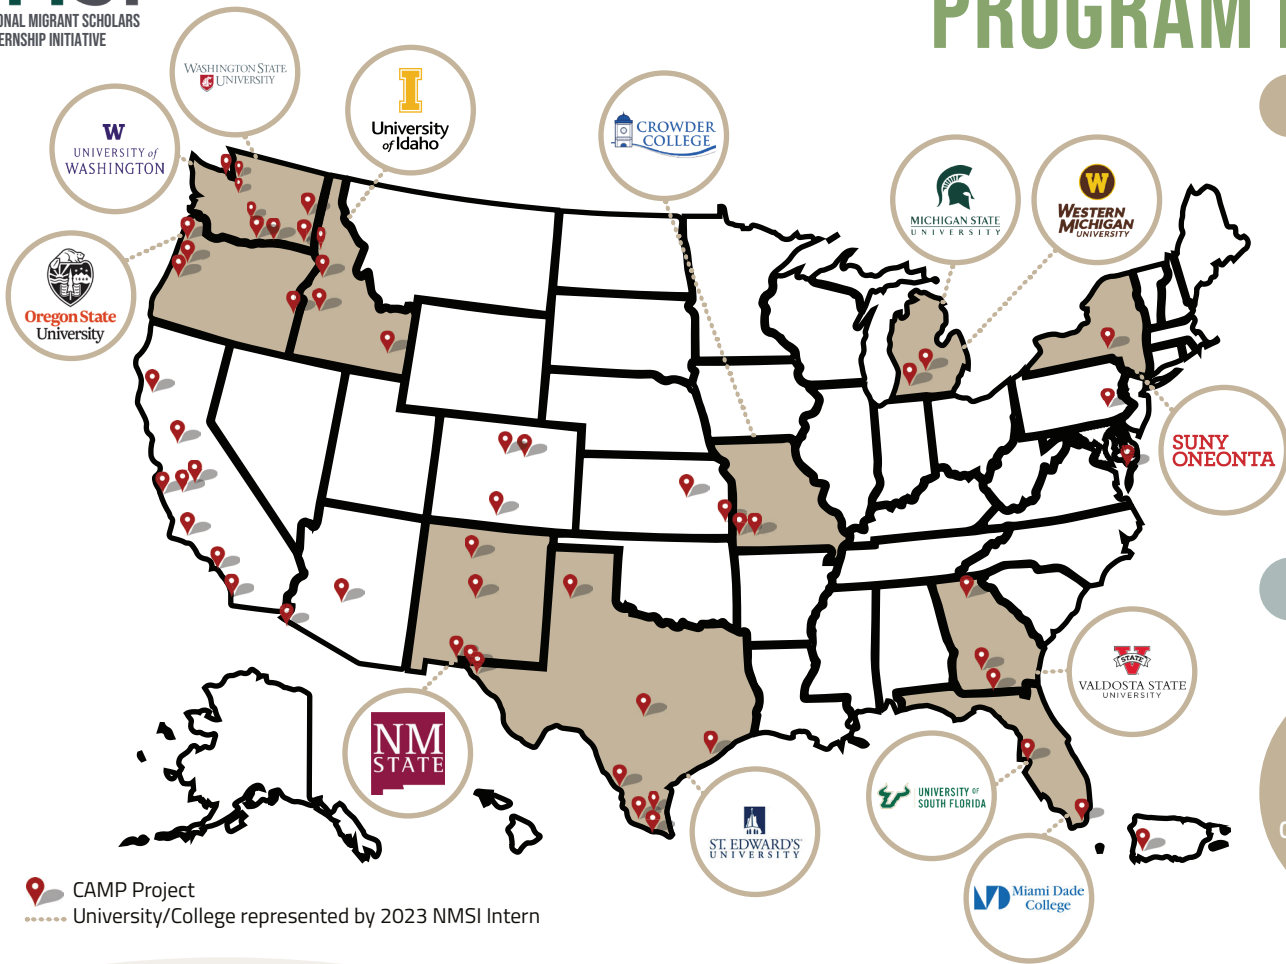 ONAL MIGRANT SCHOLARS
ERNSHIP INITIATIVE
PROGRAM
WASHINGTON STATE
UNIVERSITY
W
UNIVERSITY of
WASHINGTON
I
University
of Idaho
CROWDER
COLLEGE
MICHIGAN STATE
UNIVERSITY
W
WESTERN
MICHIGAN
UNIVERSITY
Oregon State
University
SUNY
ONEONTA
V
STATE
VALDOSTA STATE
UNIVERSITY
NM
STATE
UNIVERSITY OF
SOUTH FLORIDA
ST. EDWARD'S
UNIVERSITY
Miami Dade
College
CAMP Project
University/College represented by 2023 NMSI Intern